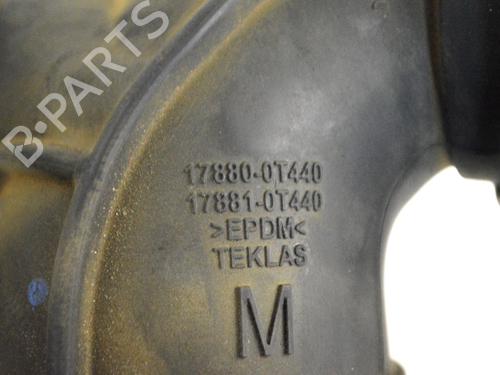 B-PARTS
17880-0T440
17881-0T440
>EPDM<
TEKLAS
M